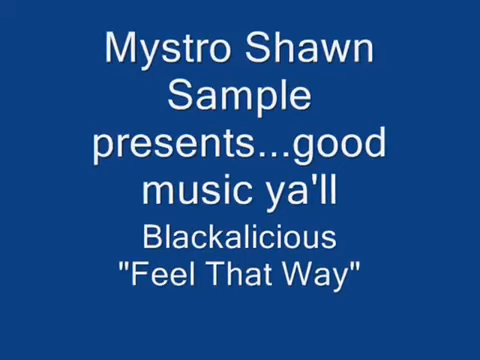 Mystro Shawn
Sample
presents...good
music ya'll
Blackalicious
"Feel That Way"